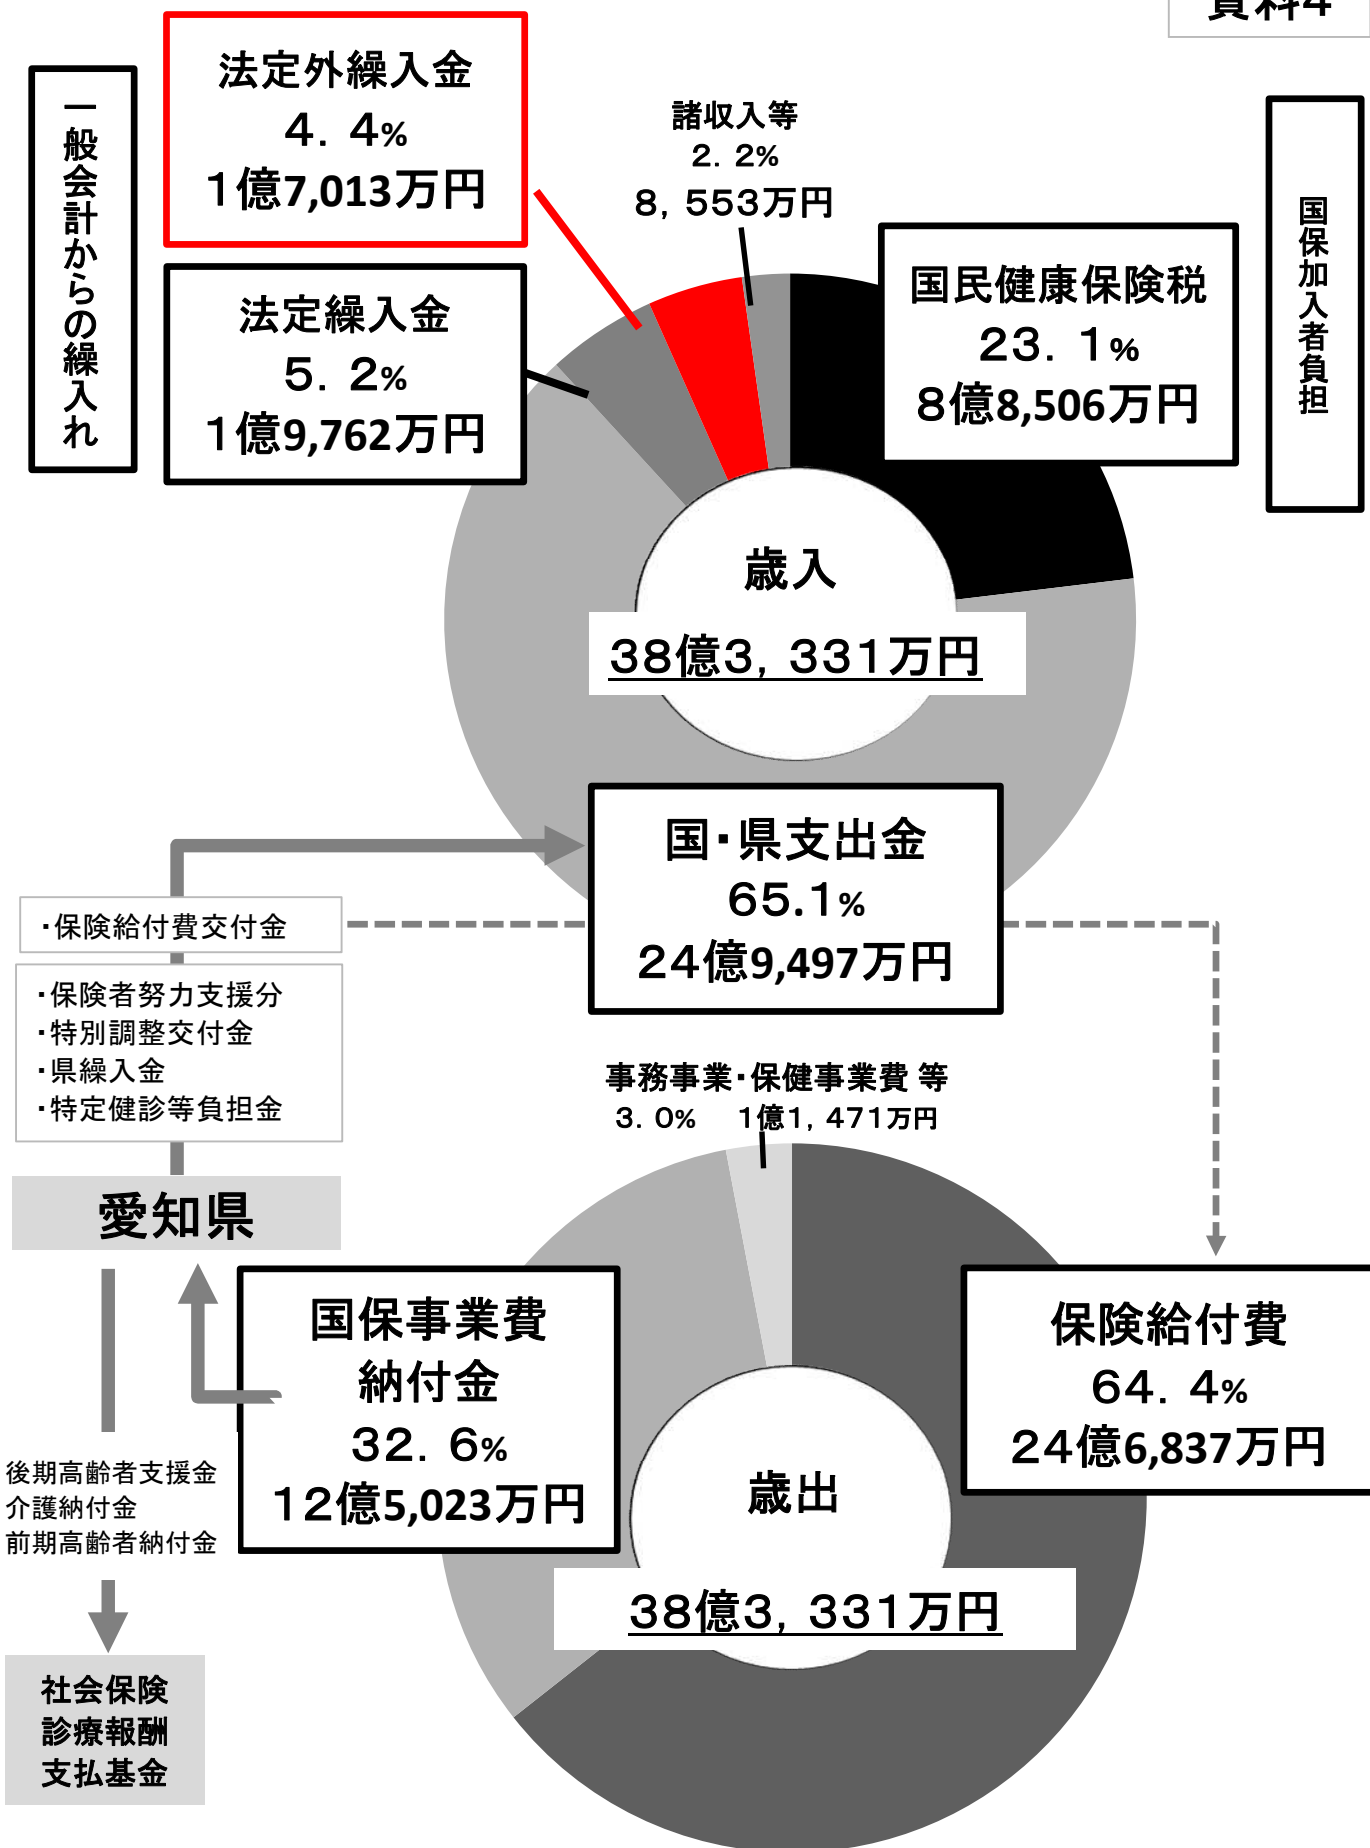 資料4
法定外繰入金
4. 4%
1億7,013万円
一般会計からの繰入れ
諸収入等
2. 2%
8, 553万円
国保加入者負担
国民健康保険税
23. 1%
8億8,506万円
法定繰入金
5. 2%
1億9,762万円
歳入
38億3, 331万円
国・県支出金
65.1%
24億9,497万円
・保険給付費交付金
・保険者努力支援分
・特別調整交付金
・県繰入金
・特定健診等負担金
事務事業・保健事業費 等
3. 0% 1億1, 471万円
愛知県
国保事業費
納付金
32. 6%
12億5,023万円
保険給付費
64. 4%
24億6,837万円
後期高齢者支援金
介護納付金
前期高齢者納付金
歳出
38億3, 331万円
社会保険
診療報酬
支払基金